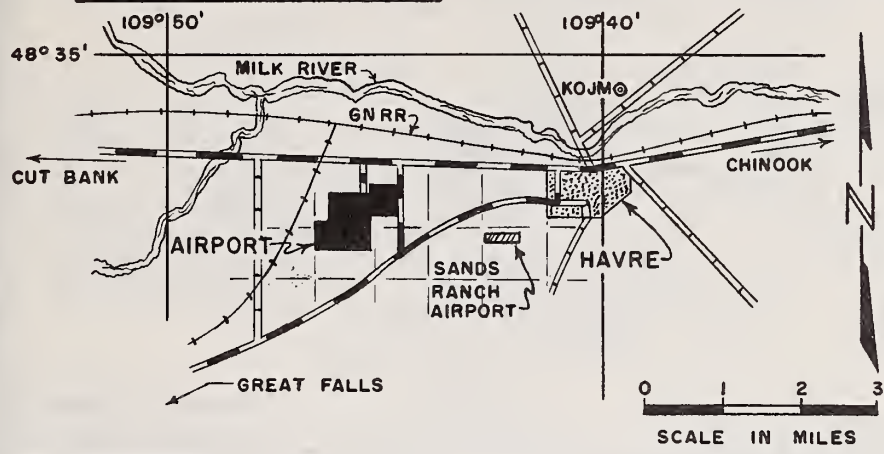 109° 50'
109° 40'
48° 35'
MILK RIVER
KOJM
GN RR
CUT BANK
CHINOOK
AIRPORT
SANDS
RANCH
AIRPORT
HAVRE
N
GREAT FALLS
0 1 2 3
SCALE IN MILES